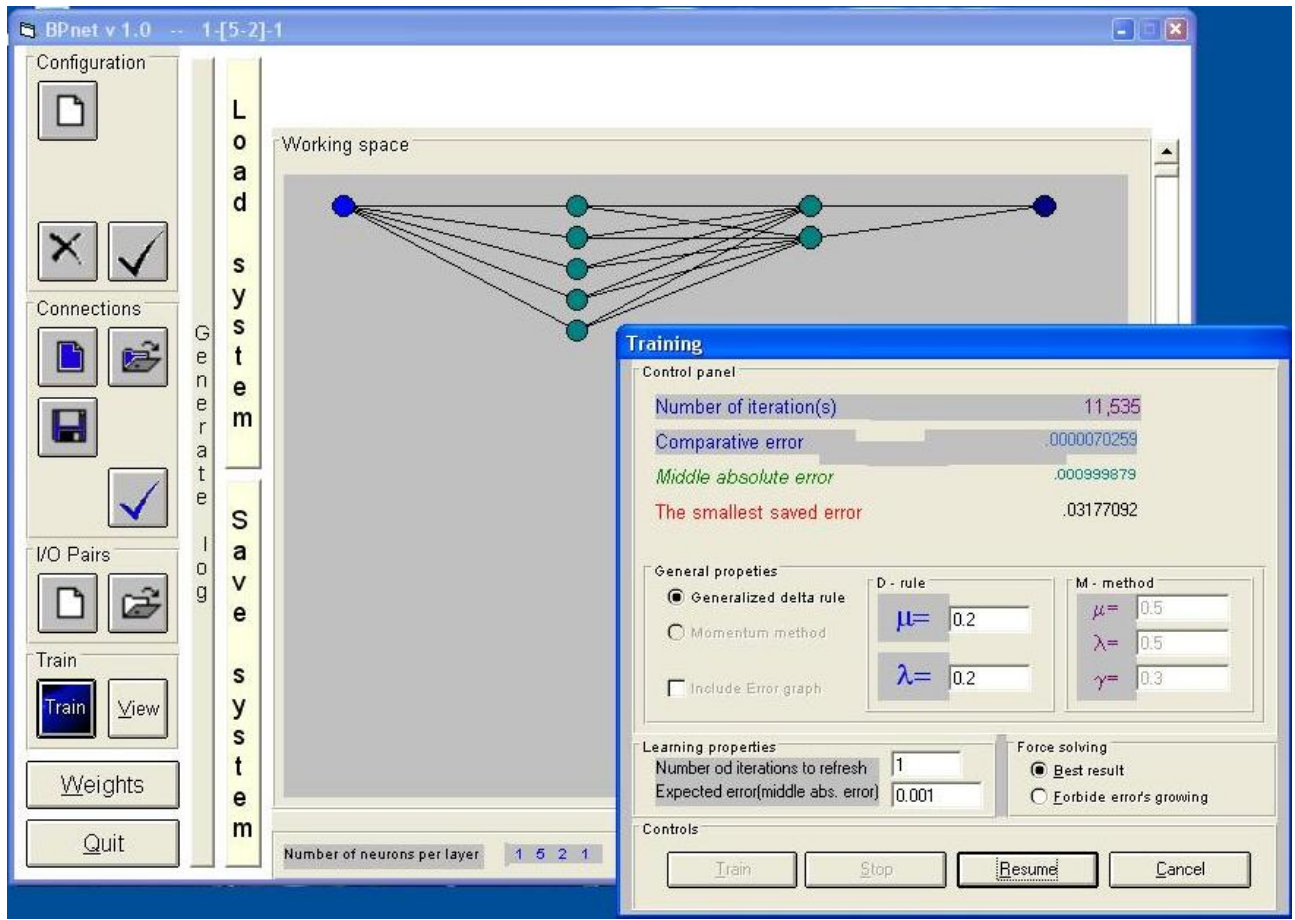 BPnet v 1.0 -- 1-[5-2]-1
Configuration
Connections
I/O Pairs
Train
Train
View
Weights
Quit
Generate log
Load system
Save system
Working space
Number of neurons per layer 1 5 2 1
Training
Control panel
Number of iteration(s) 11,535
Comparative error .0000070259
Middle absolute error .000999879
The smallest saved error .03177092
General propeties
Generalized delta rule
Momentum method
Include Error graph
D - rule
μ= 0.2
λ= 0.2
M - method
μ= 0.5
λ= 0.5
γ= 0.3
Learning properties
Number od iterations to refresh 1
Expected error(middle abs. error) 0.001
Force solving
Best result
Forbide error's growing
Controls
Train Stop Resume Cancel